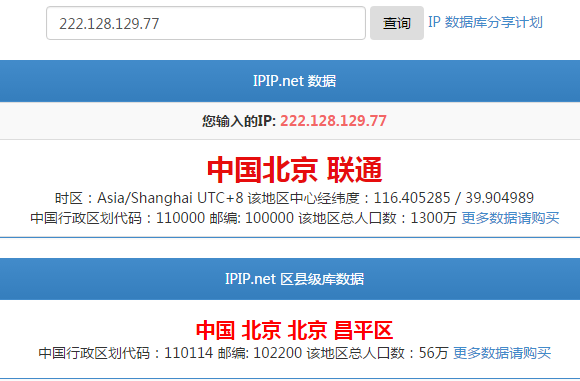 222.128.129.77 查询 IP 数据库分享计划
IPIP.net 数据
您输入的IP: 222.128.129.77
中国北京 联通
时区：Asia/Shanghai UTC+8 该地区中心经纬度：116.405285 / 39.904989
中国行政区划代码：110000 邮编: 100000 该地区总人口数：1300万 更多数据请购买
IPIP.net 区县级库数据
中国 北京 北京 昌平区
中国行政区划代码：110114 邮编: 102200 该地区总人口数：56万 更多数据请购买